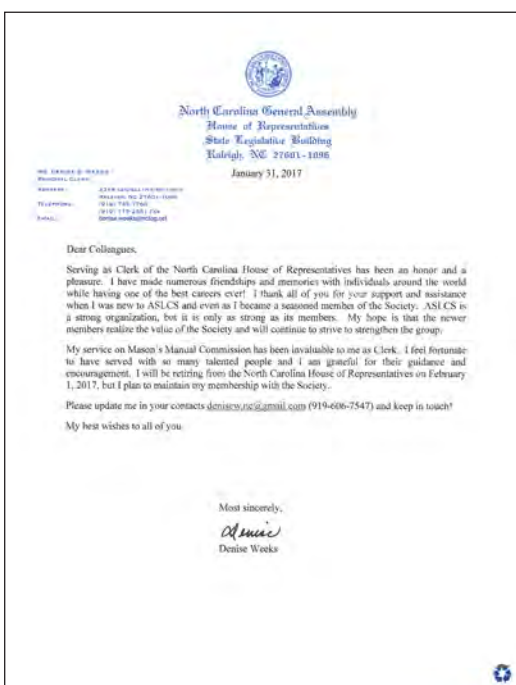 North Carolina General Assembly
House of Representatives
State Legislative Building
Raleigh, NC 27601-1096
January 31, 2017
MS. DENISE G. WEEKS
PRINCIPAL CLERK
ADDRESS:
TELEPHONE:
EMAIL:
Dear Colleagues,
Serving as Clerk of the North Carolina House of Representatives has been an honor and a
pleasure. I have made numerous friendships and memories with individuals around the world
while having one of the best careers ever! I thank all of you for your support and assistance
when I was new to ASLCS and even as I became a seasoned member of the Society. ASLCS is
a strong organization, but it is only as strong as its members. My hope is that the newer
members realize the value of the Society and will continue to strive to strengthen the group.
My service on Mason's Manual Commission has been invaluable to me as Clerk. I feel fortunate
to have served with so many talented people and I am grateful for their guidance and
encouragement. I will be retiring from the North Carolina House of Representatives on February
1, 2017, but I plan to maintain my membership with the Society.
Please update me in your contacts denisew.nc@gmail.com (919-606-7547) and keep in touch!
My best wishes to all of you.
Most sincerely,
Denise
Denise Weeks